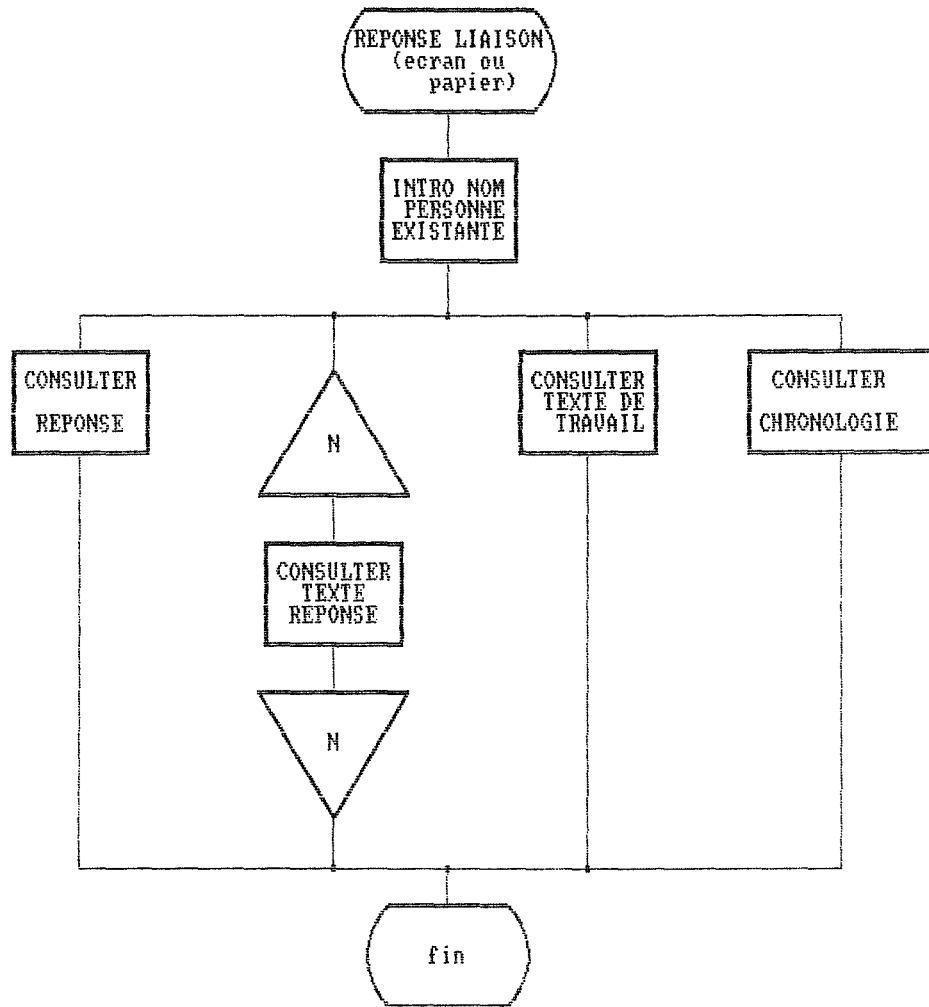 REPONSE LIAISON
(ecran ou
papier)
INTRO NOM
PERSONNE
EXISTANTE
CONSULTER
REPONSE
N
CONSULTER
TEXTE
REPONSE
N
CONSULTER
TEXTE DE
TRAVAIL
CONSULTER
CHRONOLOGIE
fin